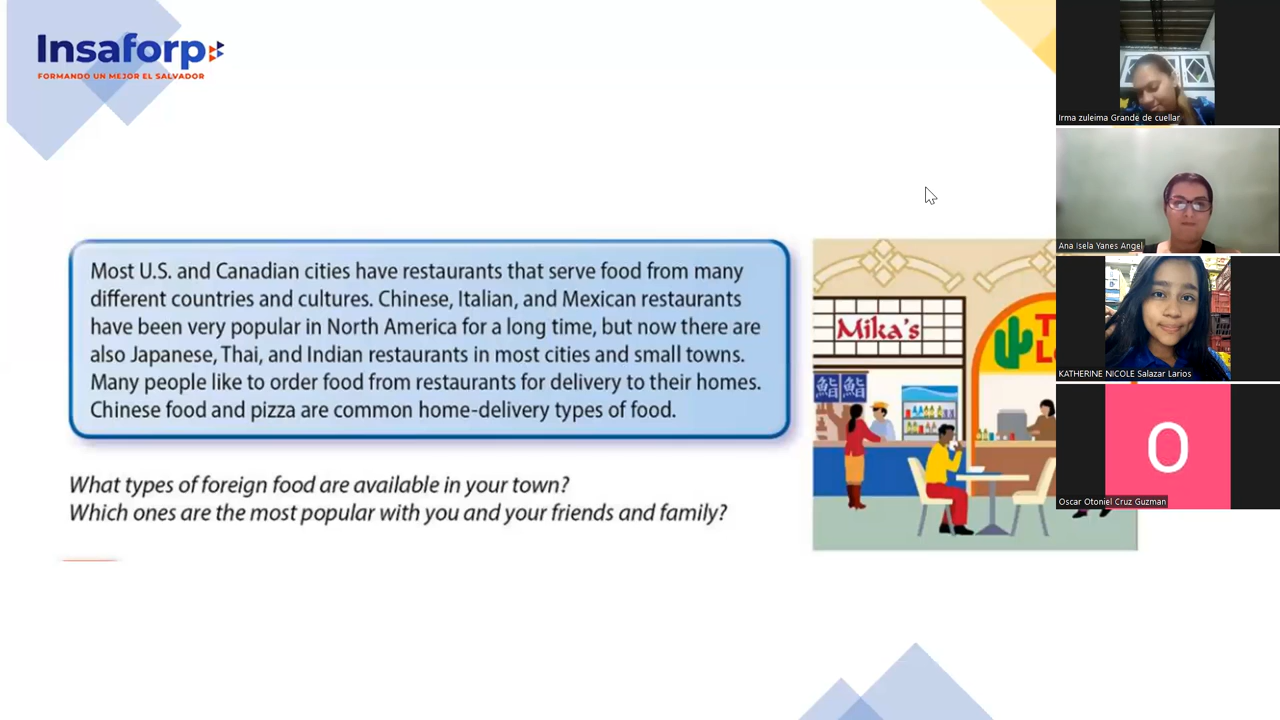 Insaforp
FORMANDO UN MEJOR EL SALVADOR
Most U.S. and Canadian cities have restaurants that serve food from many
different countries and cultures. Chinese, Italian, and Mexican restaurants
have been very popular in North America for a long time, but now there are
also Japanese, Thai, and Indian restaurants in most cities and small towns.
Many people like to order food from restaurants for delivery to their homes.
Chinese food and pizza are common home-delivery types of food.
What types of foreign food are available in your town?
Which ones are the most popular with you and your friends and family?
Mika's
鮨 鮨
T
L
Irma zuleima Grande de cuellar
Ana Isela Yanes Angel
KATHERINE NICOLE Salazar Larios
O
Oscar Otoniel Cruz Guzman